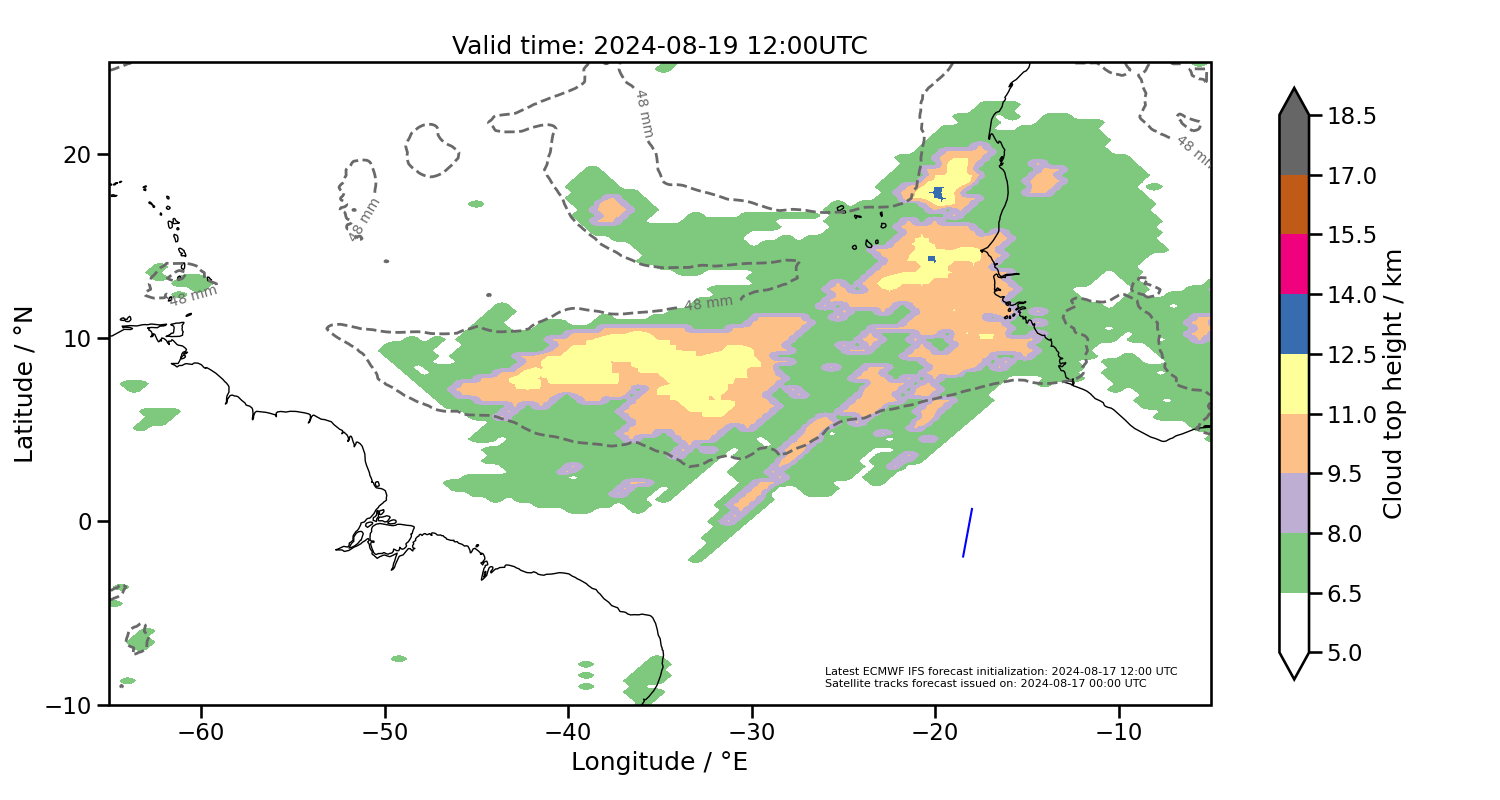 Valid time: 2024-08-19 12:00UTC
48 mm
48 mm
48 mm
48 mm
48 mm
20
10
0
−10
Latitude / °N
−60
−50
−40
−30
−20
−10
Longitude / °E
Latest ECMWF IFS forecast initialization: 2024-08-17 12:00 UTC
Satellite tracks forecast issued on: 2024-08-17 00:00 UTC
18.5
17.0
15.5
14.0
12.5
11.0
9.5
8.0
6.5
5.0
Cloud top height / km